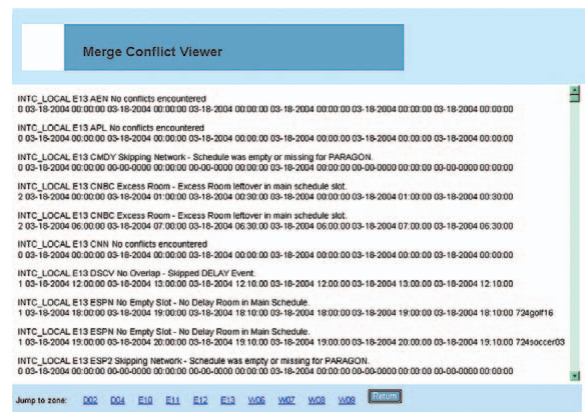 Merge Conflict Viewer
INTC_LOCAL E13 AEN No conflicts encountered
0 03-18-2004 00:00:00 03-18-2004 00:00:00 03-18-2004 00:00:00 03-18-2004 00:00:00 03-18-2004 00:00:00 03-18-2004 00:00:00
INTC_LOCAL E13 APL No conflicts encountered
0 03-18-2004 00:00:00 03-18-2004 00:00:00 03-18-2004 00:00:00 03-18-2004 00:00:00 03-18-2004 00:00:00 03-18-2004 00:00:00
INTC_LOCAL E13 CMDY Skipping Network - Schedule was empty or missing for PARAGON.
0 03-18-2004 00:00:00 00-00-0000 00:00:00 00-00-0000 00:00:00 03-18-2004 00:00:00 00-00-0000 00:00:00 00-00-0000 00:00:00
INTC_LOCAL E13 CNBC Excess Room - Excess Room leftover in main schedule slot.
2 03-18-2004 00:00:00 03-18-2004 01:00:00 03-18-2004 00:30:00 03-18-2004 00:00:00 03-18-2004 01:00:00 03-18-2004 00:30:00
INTC_LOCAL E13 CNBC Excess Room - Excess Room leftover in main schedule slot.
2 03-18-2004 06:00:00 03-18-2004 07:00:00 03-18-2004 06:30:00 03-18-2004 06:00:00 03-18-2004 07:00:00 03-18-2004 06:30:00
INTC_LOCAL E13 CNN No conflicts encountered
0 03-18-2004 00:00:00 03-18-2004 00:00:00 03-18-2004 00:00:00 03-18-2004 00:00:00 03-18-2004 00:00:00 03-18-2004 00:00:00
INTC_LOCAL E13 DSCV No Overlap - Skipped DELAY Event.
1 03-18-2004 12:00:00 03-18-2004 13:00:00 03-18-2004 12:10:00 03-18-2004 12:00:00 03-18-2004 13:00:00 03-18-2004 12:10:00
INTC_LOCAL E13 ESPN No Empty Slot - No Delay Room in Main Schedule.
1 03-18-2004 18:00:00 03-18-2004 19:00:00 03-18-2004 18:10:00 03-18-2004 18:00:00 03-18-2004 19:00:00 03-18-2004 18:10:00 724golf16
INTC_LOCAL E13 ESPN No Empty Slot - No Delay Room in Main Schedule.
1 03-18-2004 19:00:00 03-18-2004 20:00:00 03-18-2004 19:10:00 03-18-2004 19:00:00 03-18-2004 20:00:00 03-18-2004 19:10:00 724soccer03
INTC_LOCAL E13 ESP2 Skipping Network - Schedule was empty or missing for PARAGON.
0 03-18-2004 00:00:00 00-00-0000 00:00:00 00-00-0000 00:00:00 03-18-2004 00:00:00 00-00-0000 00:00:00 00-00-0000 00:00:00
Jump to zone: D02 D04 E10 E11 E12 E13 W06 W07 W08 W09 Return